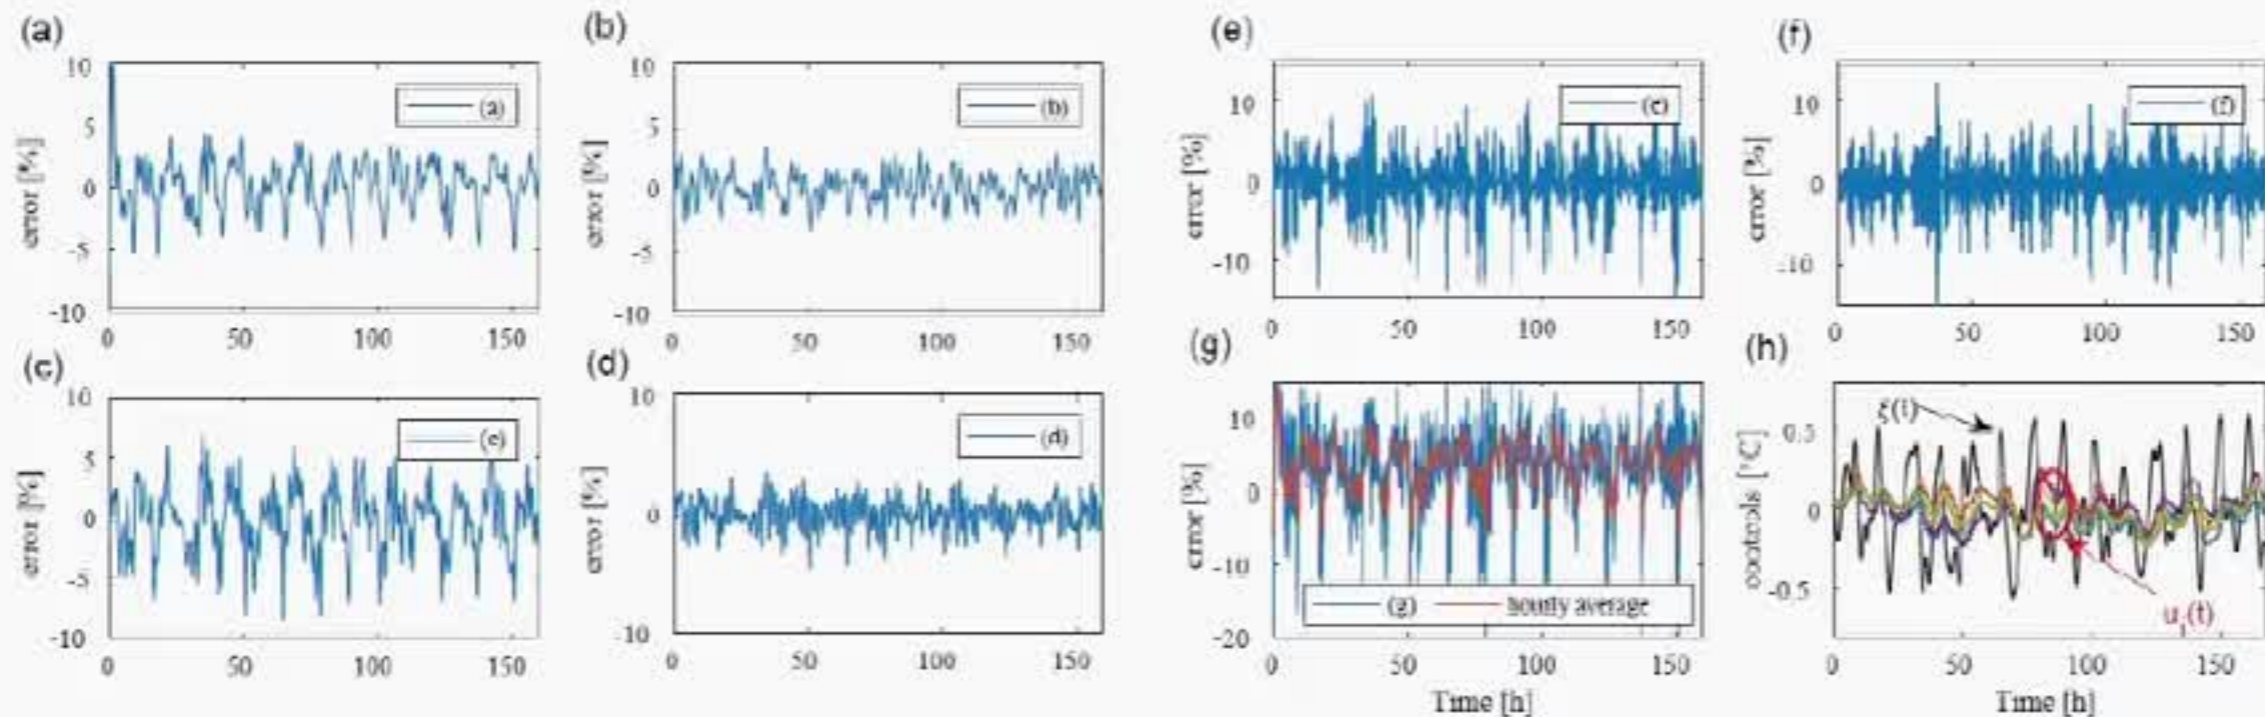 (a)
10
5
0
-5
-10
error [%]
(a)
0 50 100 150
(b)
10
5
0
-5
-10
error [%]
(b)
0 50 100 150
(c)
10
5
0
-5
-10
error [%]
(c)
0 50 100 150
(d)
10
0
-10
error [%]
(d)
0 50 100 150
(e)
10
0
-10
error [%]
(e)
0 50 100 150
(f)
10
0
-10
error [%]
(f)
0 50 100 150
(g)
10
0
-10
-20
error [%]
(g) hourly average
0 50 100 150
Time [h]
(h)
0.5
0
-0.5
controls [°C]
ξ(t)
u_i(t)
0 50 100 150
Time [h]